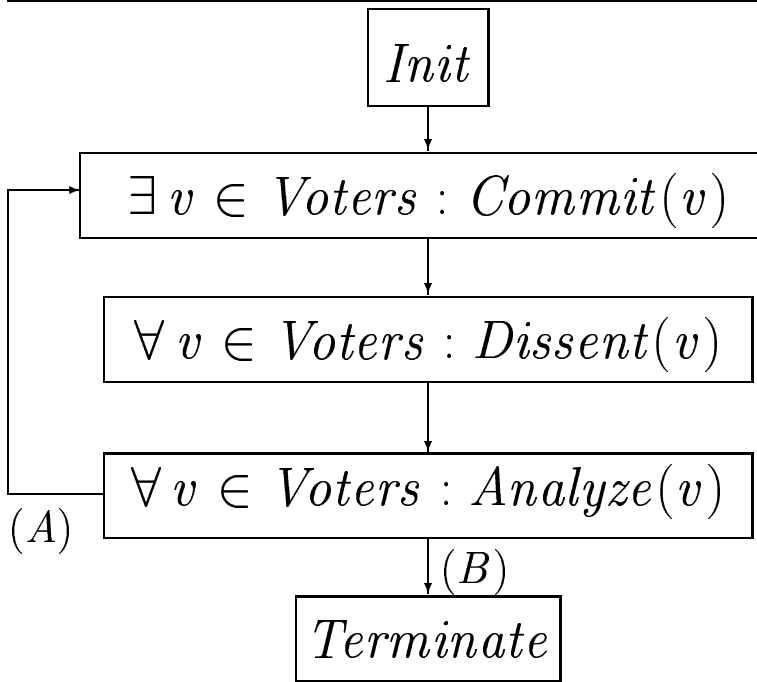 Init
∃ v ∈ Voters : Commit(v)
∀ v ∈ Voters : Dissent(v)
∀ v ∈ Voters : Analyze(v)
(A)
(B)
Terminate